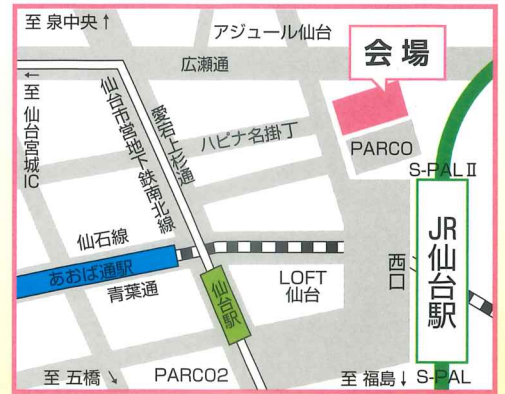 至 泉中央↑
アジュール仙台
会場
広瀬通
←至 仙台宮城IC
仙台市営地下鉄南北線
愛宕上杉通
ハピナ名掛丁
PARCO
S-PALⅡ
仙石線
あおば通駅
青葉通
仙台駅
LOFT
仙台
西口
JR仙台駅
至 五橋↘
PARCO2
至 福島↓
S-PAL